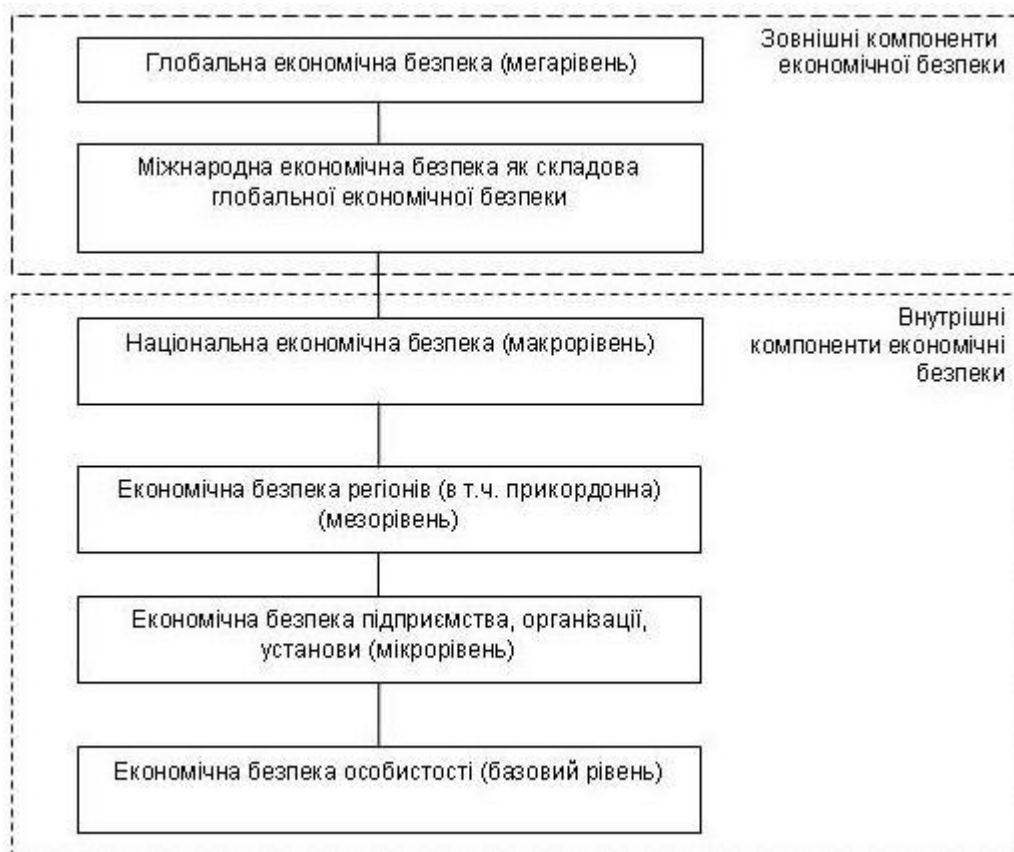 Зовнішні компоненти
економічної безпеки
Глобальна економічна безпека (мегарівень)
Міжнародна економічна безпека як складова
глобальної економічної безпеки
Внутрішні
компоненти економічні
безпеки
Національна економічна безпека (макрорівень)
Економічна безпека регіонів (в т.ч. прикордонна)
(мезорівень)
Економічна безпека підприємства, організації,
установи (мікрорівень)
Економічна безпека особистості (базовий рівень)